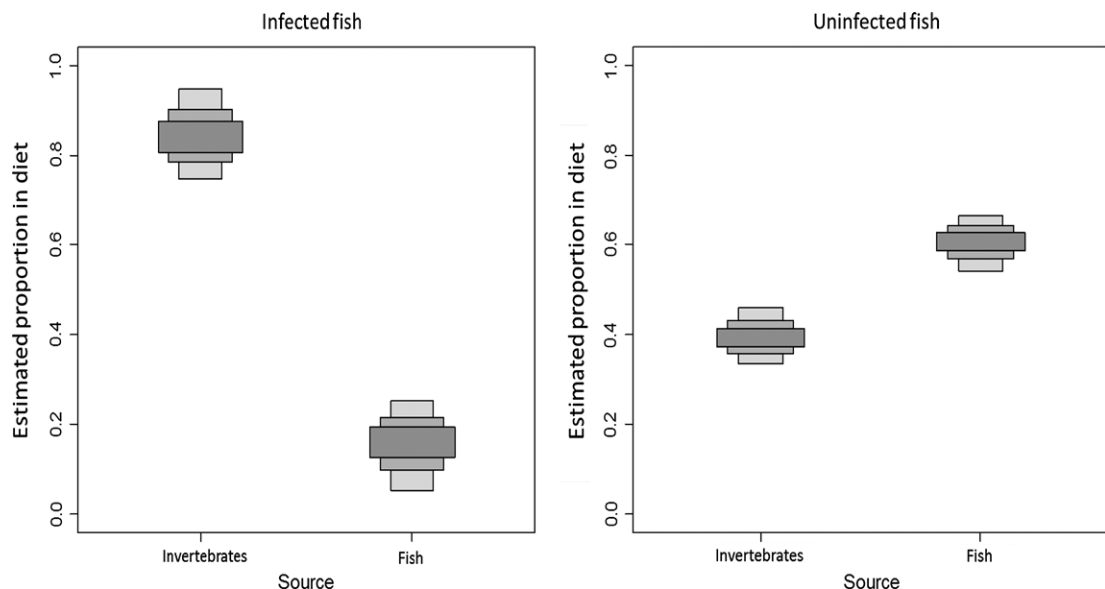 Infected fish
Estimated proportion in diet
1.0
0.8
0.6
0.4
0.2
0.0
Invertebrates
Fish
Source
Uninfected fish
Estimated proportion in diet
1.0
0.8
0.6
0.4
0.2
0.0
Invertebrates
Fish
Source